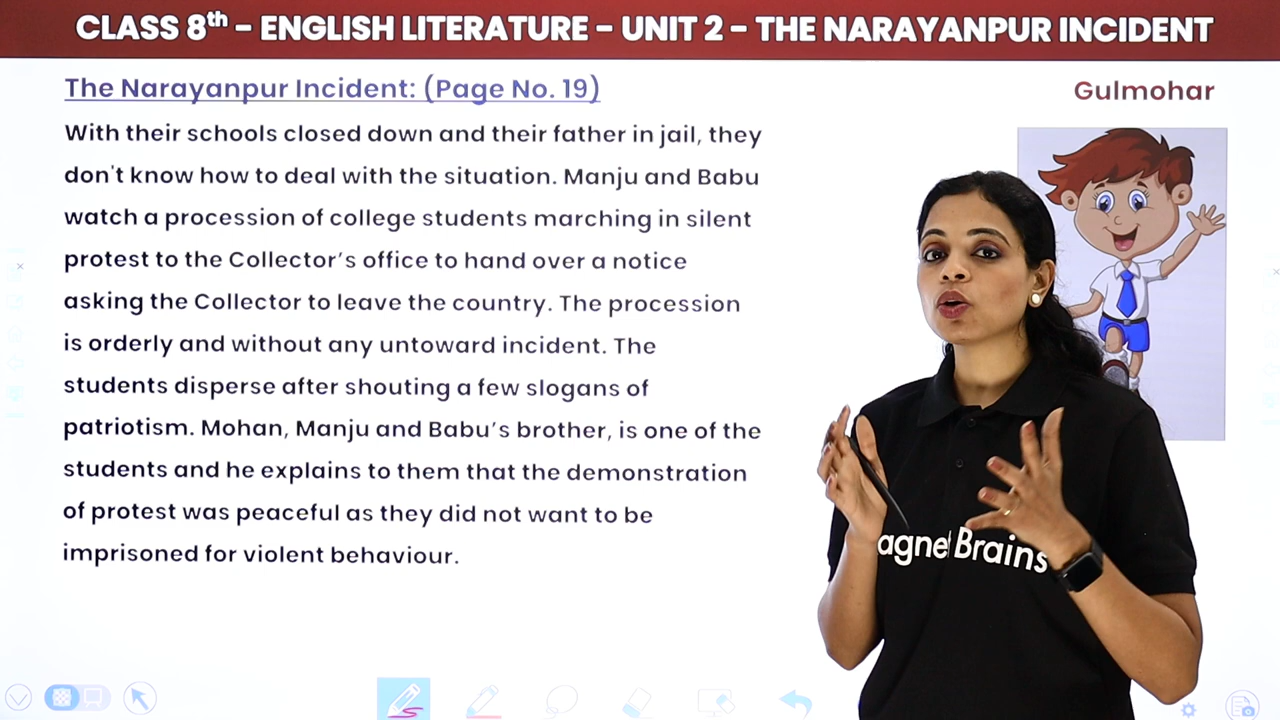 CLASS 8th – ENGLISH LITERATURE – UNIT 2 – THE NARAYANPUR INCIDENT
The Narayanpur Incident: (Page No. 19)
Gulmohar
With their schools closed down and their father in jail, they
don't know how to deal with the situation. Manju and Babu
watch a procession of college students marching in silent
protest to the Collector's office to hand over a notice
asking the Collector to leave the country. The procession
is orderly and without any untoward incident. The
students disperse after shouting a few slogans of
patriotism. Mohan, Manju and Babu's brother, is one of the
students and he explains to them that the demonstration
of protest was peaceful as they did not want to be
imprisoned for violent behaviour.
agnet Brains